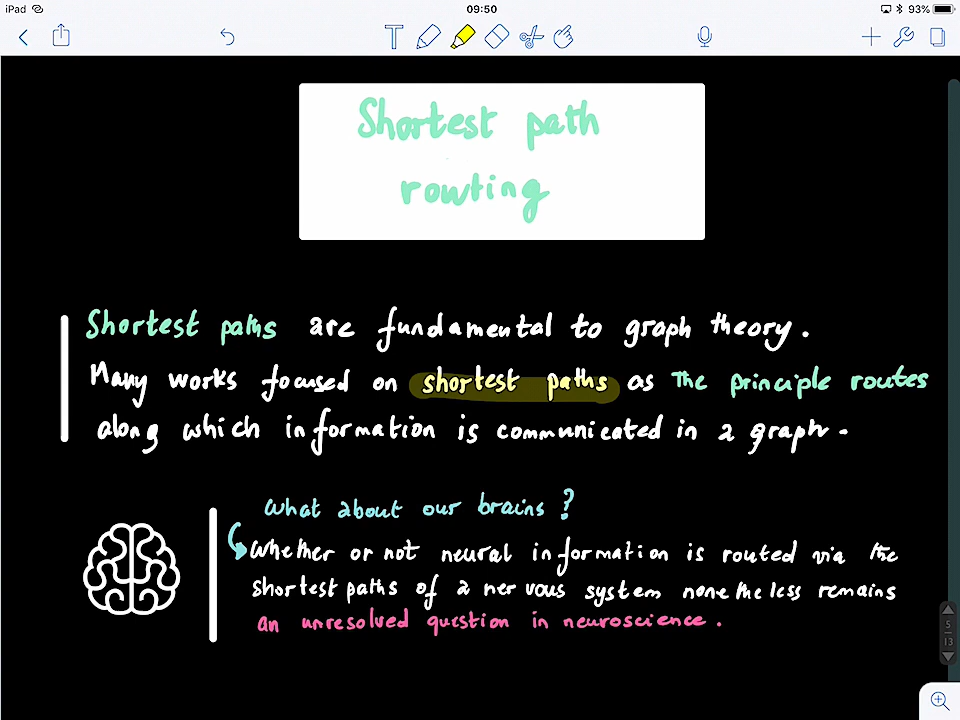 iPad
09:50
93%
Shortest path
routing
Shortest paths are fundamental to graph theory.
Many works focused on shortest paths as the principle routes
along which information is communicated in a graph.
What about our brains?
Whether or not neural information is routed via the
shortest paths of a nervous system none the less remains
an unresolved question in neuroscience.
5
13